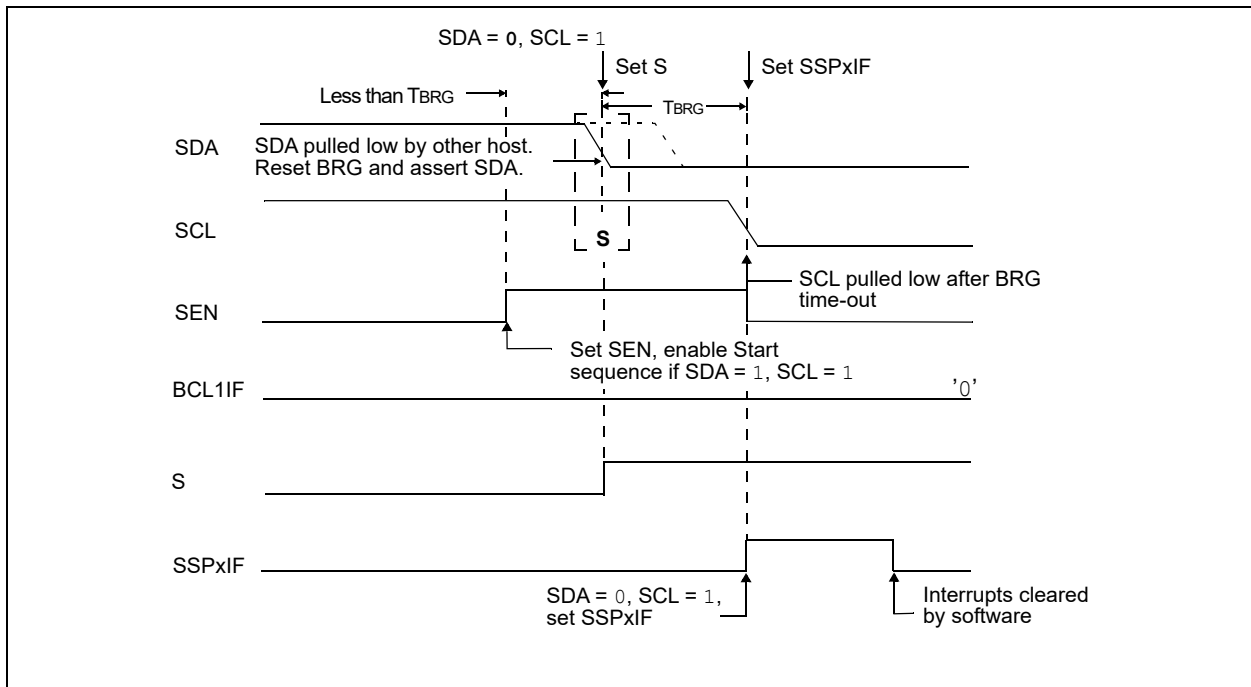 SDA = 0, SCL = 1
Set S
Set SSPxIF
Less than TBRG
TBRG
SDA
SDA pulled low by other host.
Reset BRG and assert SDA.
SCL
S
SCL pulled low after BRG
time-out
SEN
Set SEN, enable Start
sequence if SDA = 1, SCL = 1
BCL1IF
'0'
S
SSPxIF
SDA = 0, SCL = 1,
set SSPxIF
Interrupts cleared
by software